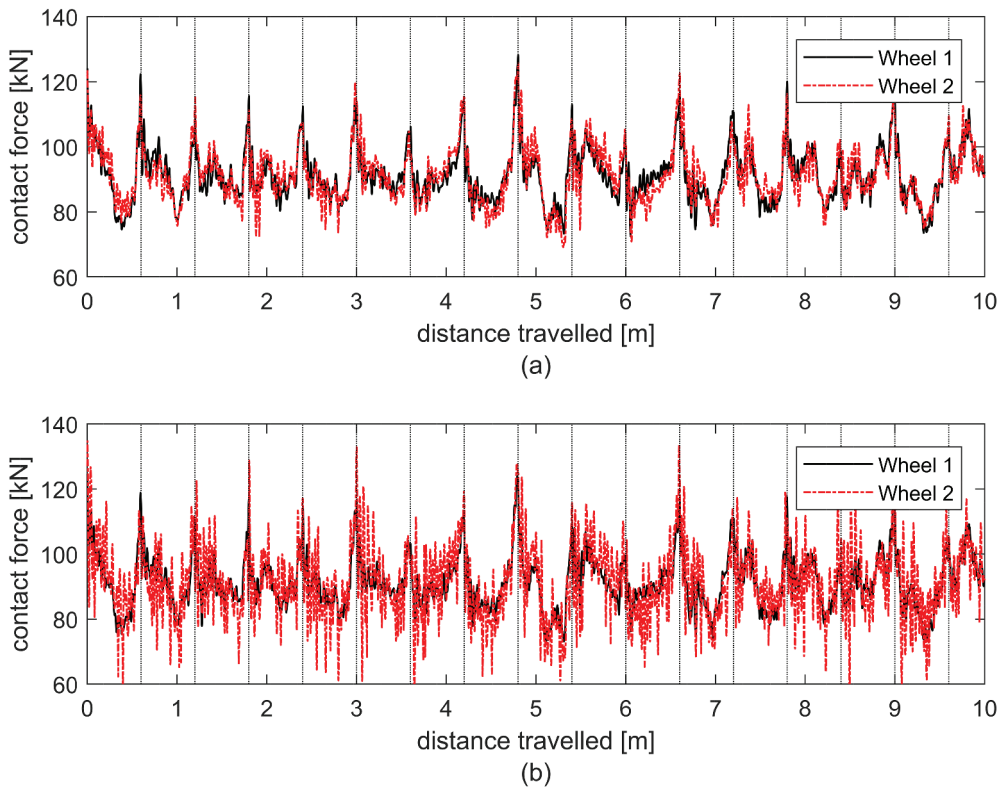 140
120
100
80
60
contact force [kN]
Wheel 1
Wheel 2
0 1 2 3 4 5 6 7 8 9 10
distance travelled [m]
(a)
140
120
100
80
60
contact force [kN]
Wheel 1
Wheel 2
0 1 2 3 4 5 6 7 8 9 10
distance travelled [m]
(b)